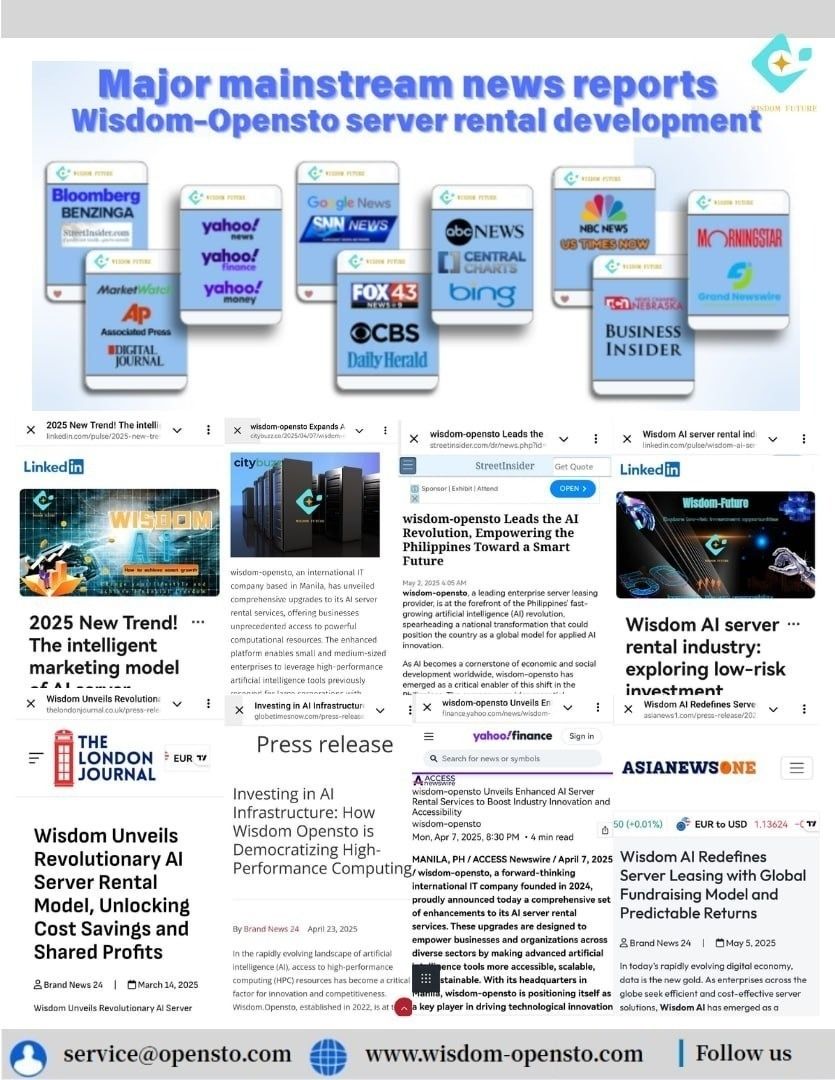 Major mainstream news reports
Wisdom-Opensto server rental development
WISDOM FUTURE
WISDOM FUTURE
Bloomberg
BENZINGA
StreetInsider.com
WISDOM FUTURE
MarketWatch
AP
Associated Press
DIGITAL
JOURNAL
WISDOM FUTURE
yahoo!
news
yahoo!
finance
yahoo!
money
WISDOM FUTURE
Google News
SNN NEWS
WISDOM FUTURE
FOX 43
NEWS
CBS
Daily Herald
WISDOM FUTURE
abc NEWS
CENTRAL
CHARTS
bing
WISDOM FUTURE
NBC NEWS
US TIMES NOW
WISDOM FUTURE
NEBRASKA
BUSINESS
INSIDER
WISDOM FUTURE
MORNINGSTAR
Grand Newswire
2025 New Trend! The intelli
linkedin.com/pulse/2025-new-tre
LinkedIn
WISDOM
AI
2025 New Trend!
The intelligent
marketing model
of AI server
wisdom-opensto Expands A
citybuzz.co/2025/04/07/wisdom-
citybuzz
WISDOM FUTURE
wisdom-opensto, an international IT
company based in Manila, has unveiled
comprehensive upgrades to its AI server
rental services, offering businesses
unprecedented access to powerful
computational resources. The enhanced
platform enables small and medium-sized
enterprises to leverage high-performance
artificial intelligence tools previously
reserved for large corporations with
wisdom-opensto Leads the
streetinsider.com/dr/news.php?id=
StreetInsider
Get Quote
Sponsor | Exhibit | Attend
OPEN >
wisdom-opensto Leads the AI
Revolution, Empowering the
Philippines Toward a Smart
Future
May 2, 2025 4:05 AM
wisdom-opensto, a leading enterprise server leasing
provider, is at the forefront of the Philippines' fast-
growing artificial intelligence (AI) revolution,
spearheading a national transformation that could
position the country as a global model for applied AI
innovation.
As AI becomes a cornerstone of economic and social
development worldwide, wisdom-opensto has
emerged as a critical enabler of this shift in the
Wisdom AI server rental ind
linkedin.com/pulse/wisdom-ai-ser
LinkedIn
Wisdom-Future
Explore low-risk investment opportunities
Wisdom AI server
rental industry:
exploring low-risk
investment
Wisdom Unveils Revolutiona
thelondonjournal.co.uk/press-rele
THE
LONDON
JOURNAL
EUR
Wisdom Unveils
Revolutionary AI
Server Rental
Model, Unlocking
Cost Savings and
Shared Profits
Brand News 24 | March 14, 2025
Wisdom Unveils Revolutionary AI Server
Investing in AI Infrastructur
globetimesnow.com/press-release
Press release
Investing in AI
Infrastructure: How
Wisdom Opensto is
Democratizing High-
Performance Computing
By Brand News 24 April 23, 2025
In the rapidly evolving landscape of artificial
intelligence (AI), access to high-performance
computing (HPC) resources has become a critical
factor for innovation and competitiveness.
Wisdom.Opensto, established in 2022, is at t
wisdom-opensto Unveils En
finance.yahoo.com/news/wisdom-
yahoo!finance
Sign in
Search for news or symbols
ACCESS
newswire
wisdom-opensto Unveils Enhanced AI Server
Rental Services to Boost Industry Innovation and
Accessibility
wisdom-opensto
Mon, Apr 7, 2025, 8:30 PM • 4 min read
MANILA, PH / ACCESS Newswire / April 7, 2025
/ wisdom-opensto, a forward-thinking
international IT company founded in 2024,
proudly announced today a comprehensive set
of enhancements to its AI server rental
services. These upgrades are designed to
empower businesses and organizations across
diverse sectors by making advanced artificial
intelligence tools more accessible, scalable,
sustainable. With its headquarters in
Manila, wisdom-opensto is positioning itself as
a key player in driving technological innovation
Wisdom AI Redefines Serve
asianews1.com/press-release/202
ASIANEWSONE
50 (+0.01%) EUR to USD 1.13624
Wisdom AI Redefines
Server Leasing with Global
Fundraising Model and
Predictable Returns
Brand News 24 | May 5, 2025
In today's rapidly evolving digital economy,
data is the new gold. As enterprises across the
globe seek efficient and cost-effective server
solutions, Wisdom AI has emerged as a
service@opensto.com
www.wisdom-opensto.com
Follow us